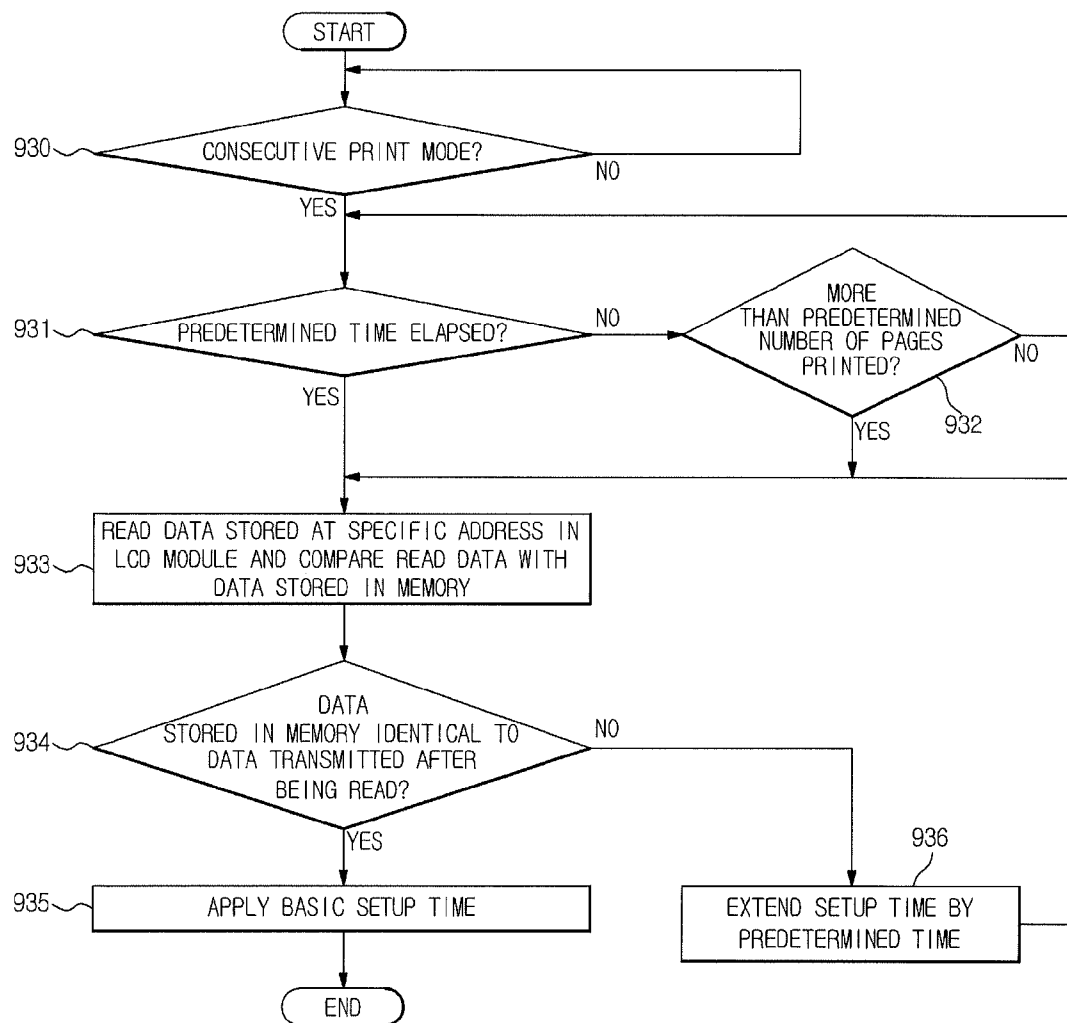 START
930
CONSECUTIVE PRINT MODE?
NO
YES
931
PREDETERMINED TIME ELAPSED?
NO
YES
MORE
THAN PREDETERMINED
NUMBER OF PAGES
PRINTED?
NO
932
YES
933
READ DATA STORED AT SPECIFIC ADDRESS IN
LCD MODULE AND COMPARE READ DATA WITH
DATA STORED IN MEMORY
934
DATA
STORED IN MEMORY IDENTICAL TO
DATA TRANSMITTED AFTER
BEING READ?
NO
YES
935
APPLY BASIC SETUP TIME
936
EXTEND SETUP TIME BY
PREDETERMINED TIME
END